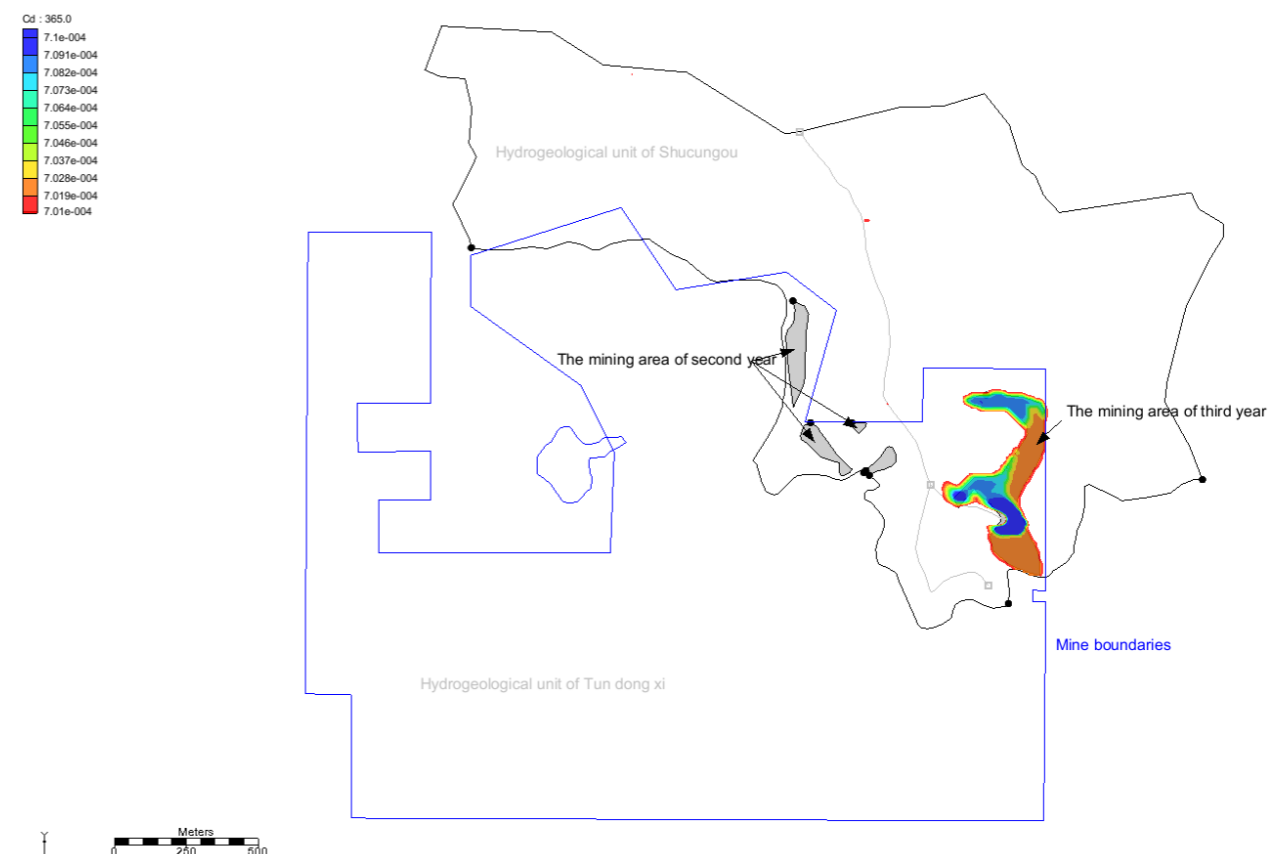 Cd : 365.0
7.1e-004
7.091e-004
7.082e-004
7.073e-004
7.064e-004
7.055e-004
7.046e-004
7.037e-004
7.028e-004
7.019e-004
7.01e-004
Hydrogeological unit of Shucungou
The mining area of second year
The mining area of third year
Mine boundaries
Hydrogeological unit of Tun dong xi
Y
Meters
0 250 500